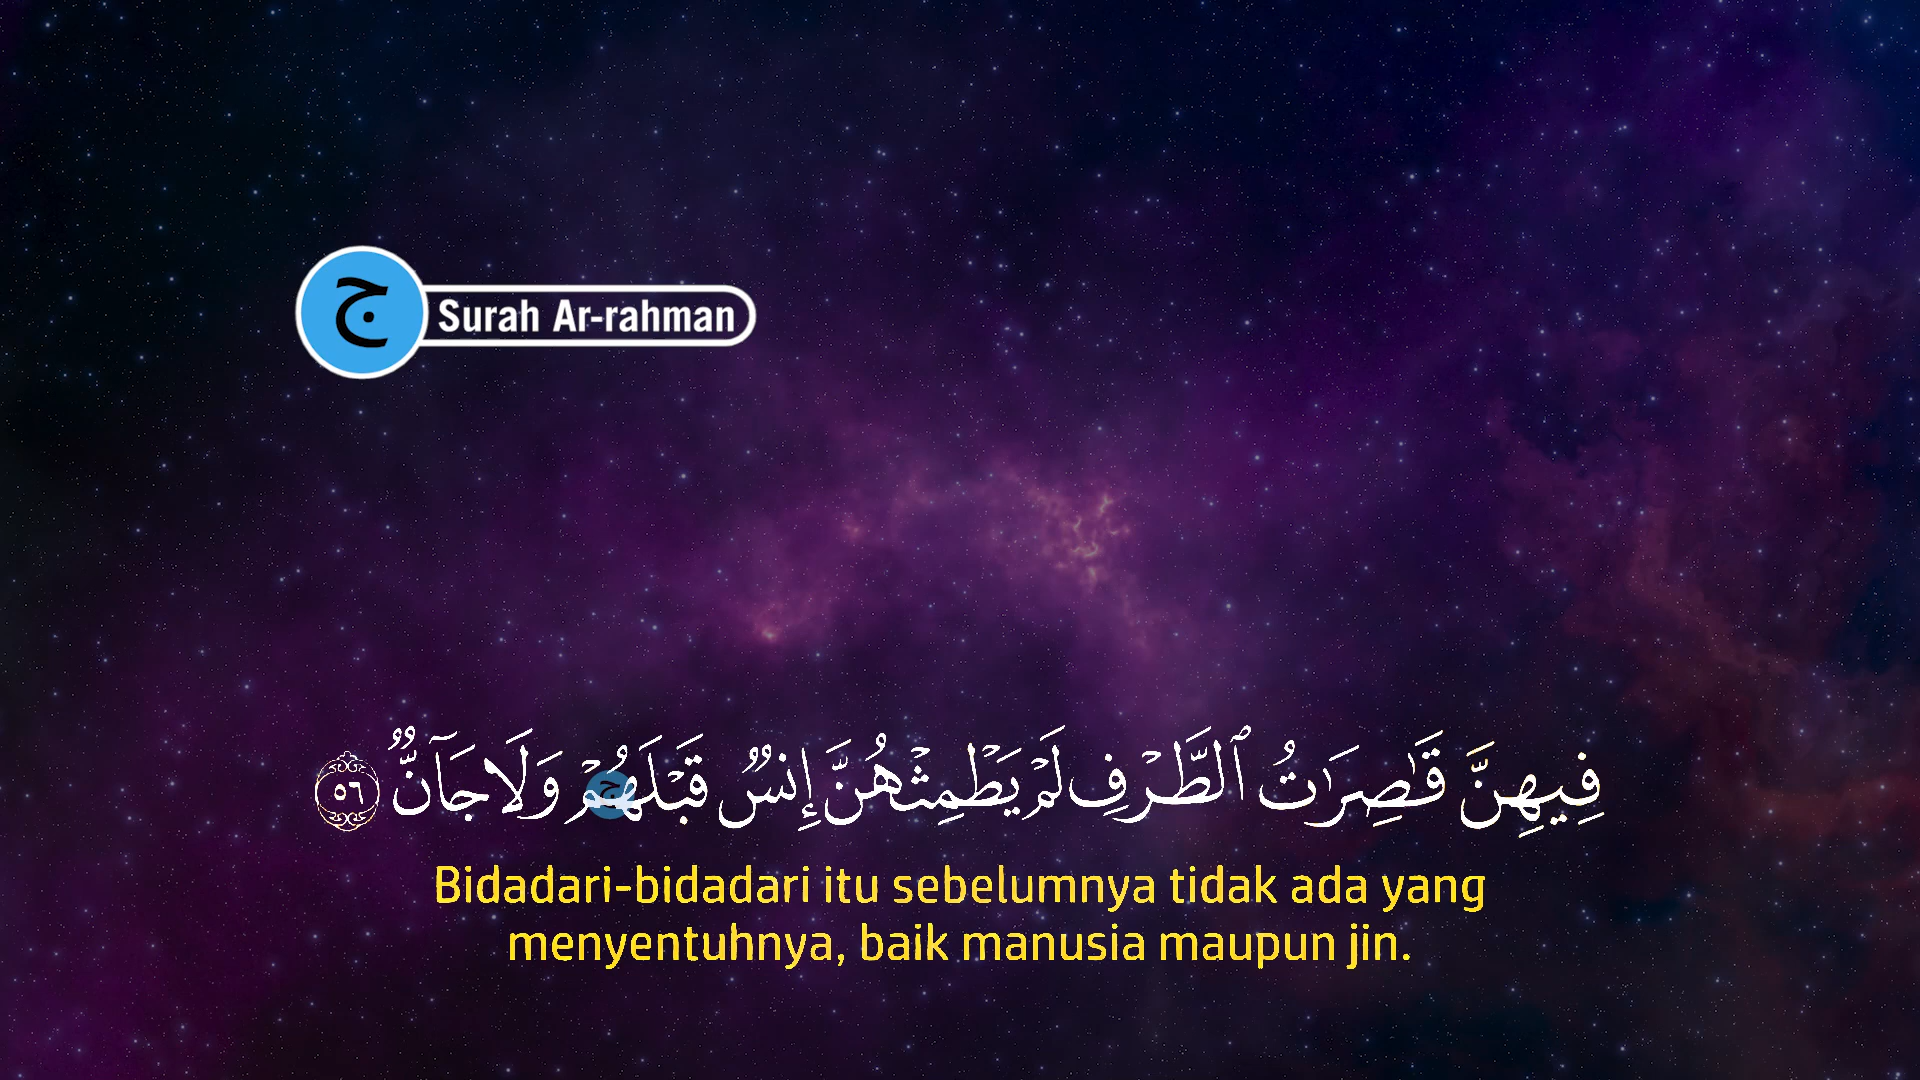 ج
Surah Ar-rahman
فِيهِنَّ قَٰصِرَٰتُ ٱلطَّرْفِ لَمْ يَطْمِثْهُنَّ إِنسٌ قَبْلَهُمْ وَلَا جَآنٌّ ٥٦
ج
Bidadari-bidadari itu sebelumnya tidak ada yang
menyentuhnya, baik manusia maupun jin.